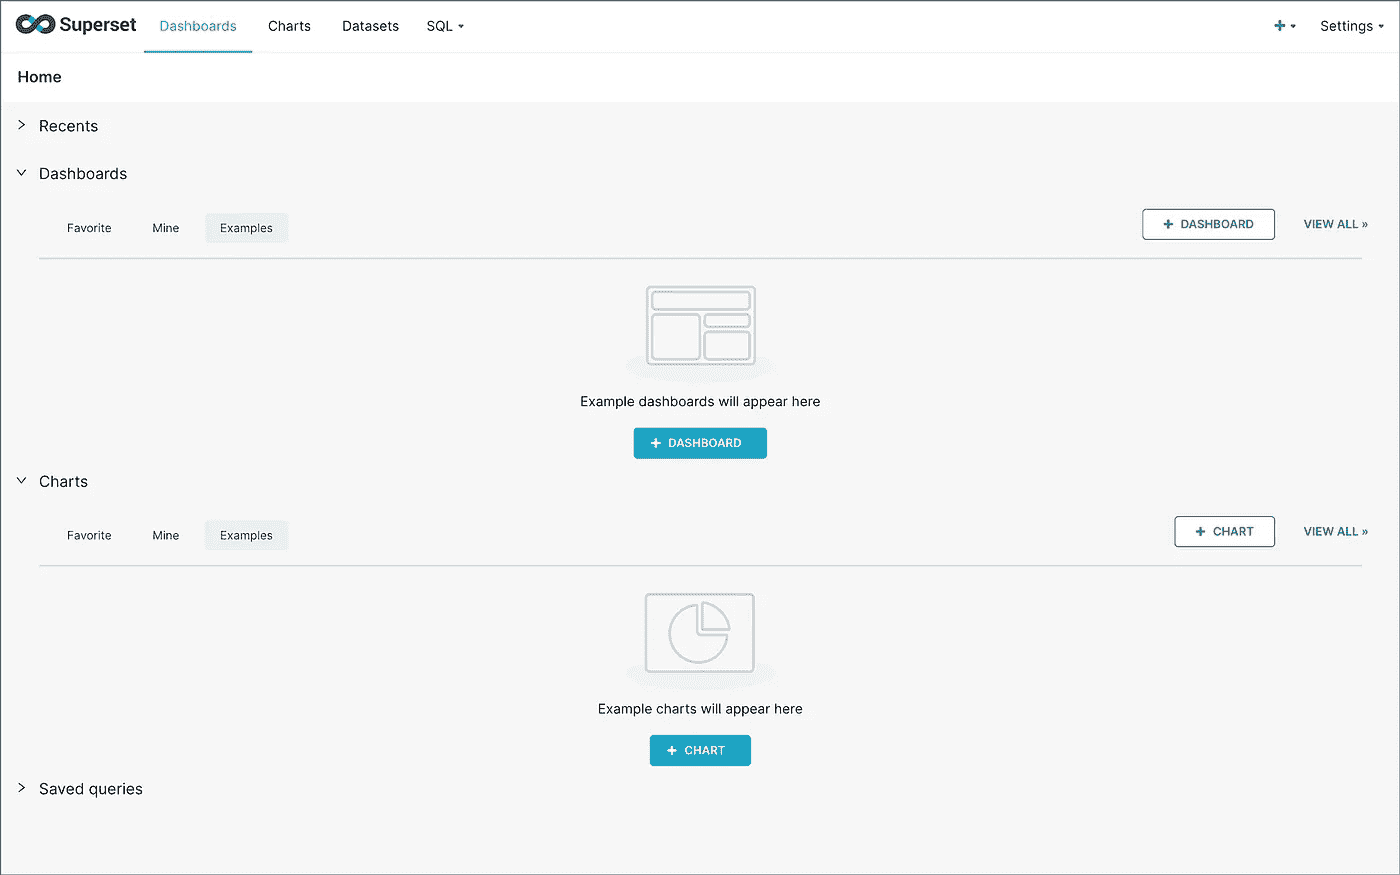 Superset Dashboards Charts Datasets SQL Settings
Home
Recents
Dashboards
Favorite Mine Examples + DASHBOARD VIEW ALL »
Example dashboards will appear here
+ DASHBOARD
Charts
Favorite Mine Examples + CHART VIEW ALL »
Example charts will appear here
+ CHART
Saved queries